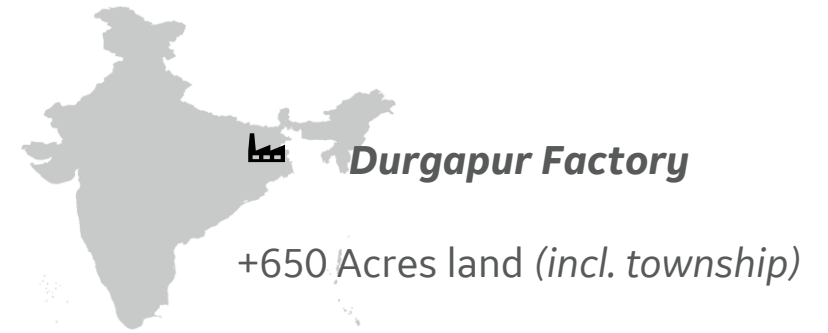 Durgapur Factory
+650 Acres land (incl. township)